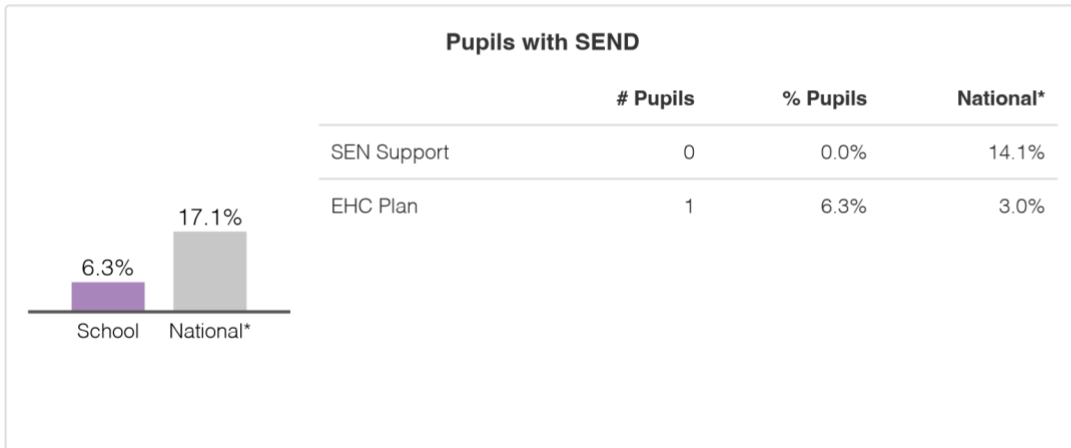 Pupils with SEND
# Pupils % Pupils National*
SEN Support 0 0.0% 14.1%
EHC Plan 1 6.3% 3.0%
17.1%
6.3%
School National*